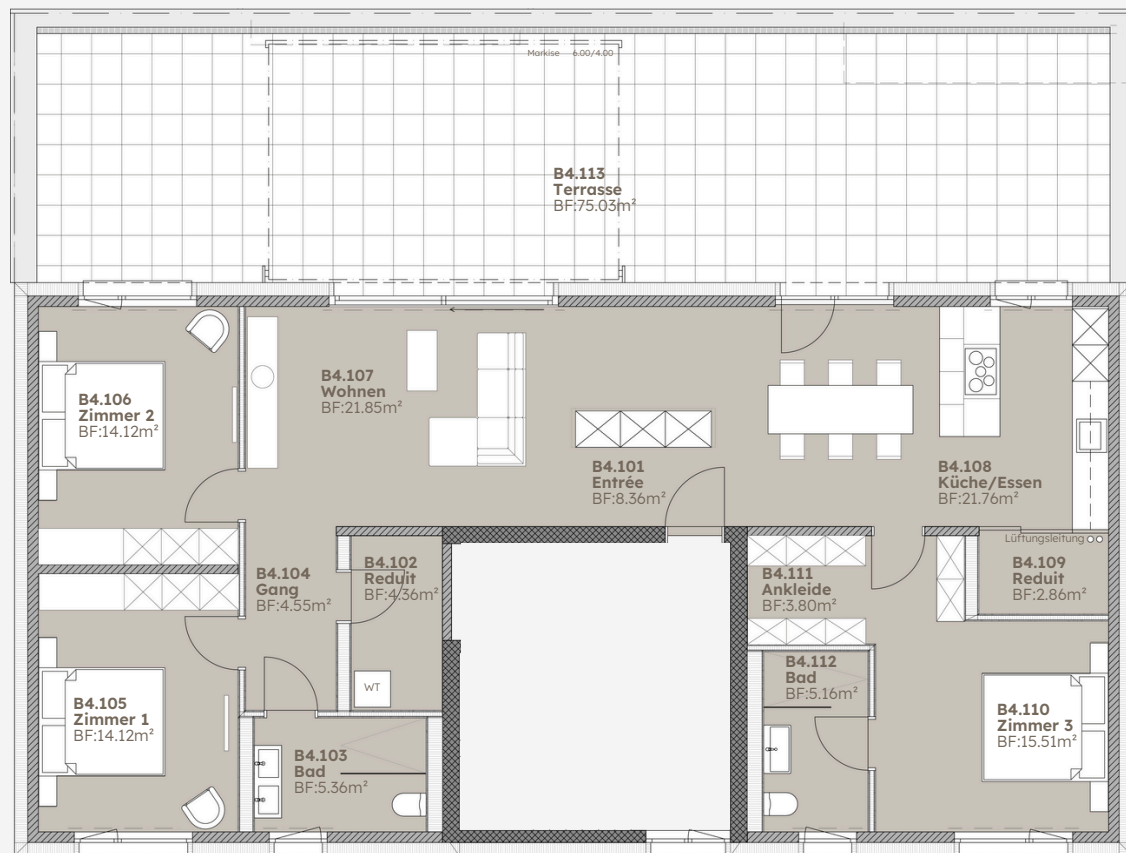 Markise 6.00/4.00
B4.113
Terrasse
BF:75.03m²
B4.106
Zimmer 2
BF:14.12m²
B4.107
Wohnen
BF:21.85m²
B4.101
Entrée
BF:8.36m²
B4.108
Küche/Essen
BF:21.76m²
Lüftungsleitung
B4.104
Gang
BF:4.55m²
B4.102
Reduit
BF:4.36m²
B4.111
Ankleide
BF:3.80m²
B4.109
Reduit
BF:2.86m²
WT
B4.105
Zimmer 1
BF:14.12m²
B4.103
Bad
BF:5.36m²
B4.112
Bad
BF:5.16m²
B4.110
Zimmer 3
BF:15.51m²